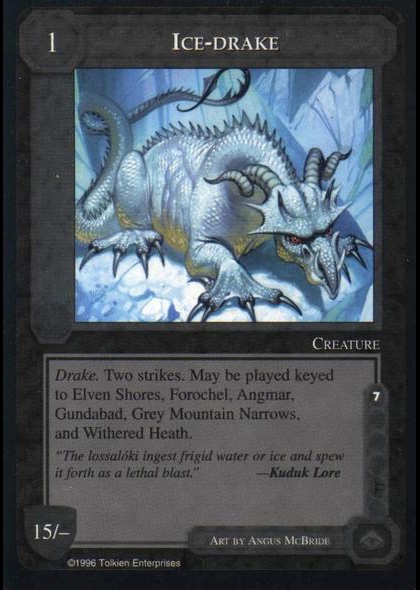 1
ICE-DRAKE
CREATURE
Drake. Two strikes. May be played keyed
to Elven Shores, Forochel, Angmar,
Gundabad, Grey Mountain Narrows,
and Withered Heath.
7
"The lossalóki ingest frigid water or ice and spew
it forth as a lethal blast." —Kuduk Lore
15/–
ART BY ANGUS MCBRIDE
©1996 Tolkien Enterprises